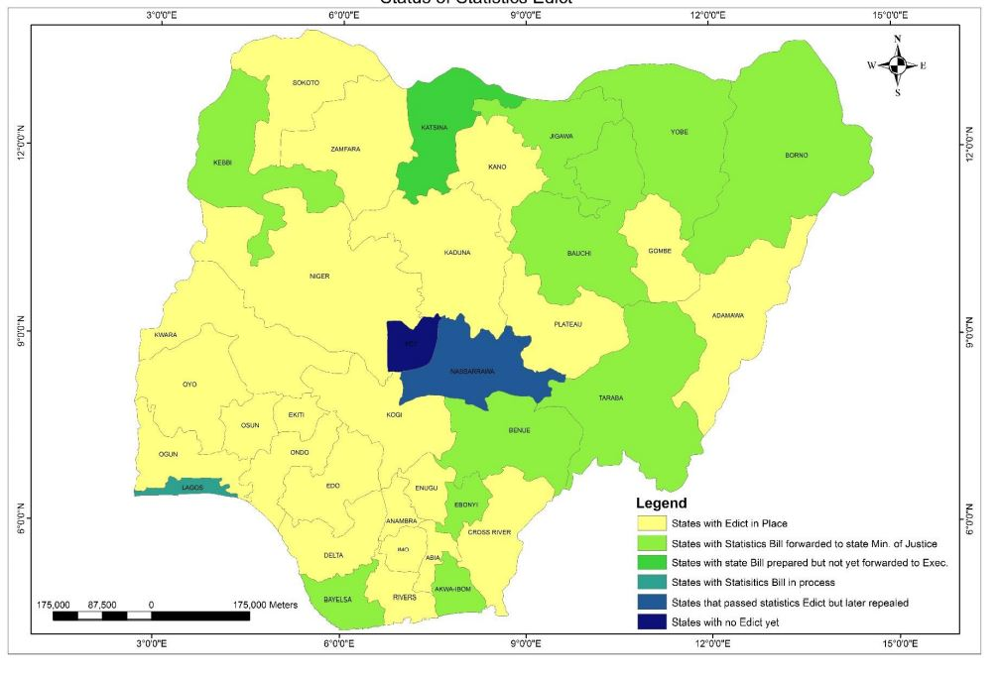 Status of Statistics Edict
3°0'0"E 6°0'0"E 9°0'0"E 12°0'0"E 15°0'0"E
N
W E
S
12°0'0"N 12°0'0"N
9°0'0"N 9°0'0"N
6°0'0"N 6°0'0"N
SOKOTO
KATSINA
YOBE
JIGAWA
ZAMFARA
BORNO
KEBBI
KANO
GOMBE
KADUNA
BAUCHI
NIGER
ADAMAWA
PLATEAU
KWARA
FCT
NASSARRAWA
OYO
TARABA
KOGI
EKITI
OSUN
BENUE
ONDO
OGUN
EDO
ENUGU
LAGOS
EBONYI
ANAMBRA
CROSS RIVER
IMO
DELTA
ABIA
AKWA-IBOM
RIVERS
BAYELSA
Legend
States with Edict in Place
States with Statistics Bill forwarded to state Min. of Justice
States with state Bill prepared but not yet forwarded to Exec.
States with Statisitics Bill in process
States that passed statistics Edict but later repealed
States with no Edict yet
175,000 87,500 0 175,000 Meters
3°0'0"E 6°0'0"E 9°0'0"E 12°0'0"E 15°0'0"E